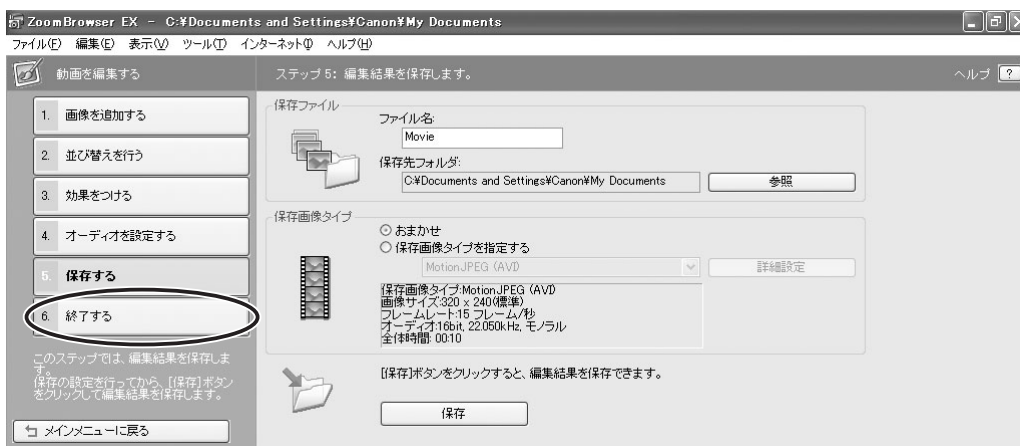 ZoomBrowser EX － C:¥Documents and Settings¥Canon¥My Documents
ファイル(F) 編集(E) 表示(V) ツール(T) インターネット(I) ヘルプ(H)
動画を編集する
ステップ5: 編集結果を保存します。
ヘルプ ?
1. 画像を追加する
2. 並び替えを行う
3. 効果をつける
4. オーディオを設定する
5. 保存する
6. 終了する
このステップでは、編集結果を保存しま
す。
保存の設定を行ってから、[保存]ボタン
をクリックして編集結果を保存します。
メインメニューに戻る
保存ファイル
ファイル名:
Movie
保存先フォルダ:
C:¥Documents and Settings¥Canon¥My Documents
参照
保存画像タイプ
おまかせ
保存画像タイプを指定する
MotionJPEG (AVI)
詳細設定
保存画像タイプ:MotionJPEG (AVI)
画像サイズ:320 x 240(標準)
フレームレート:15 フレーム/秒
オーディオ:16bit, 22.050kHz, モノラル
全体時間: 00:10
[保存]ボタンをクリックすると、編集結果を保存できます。
保存